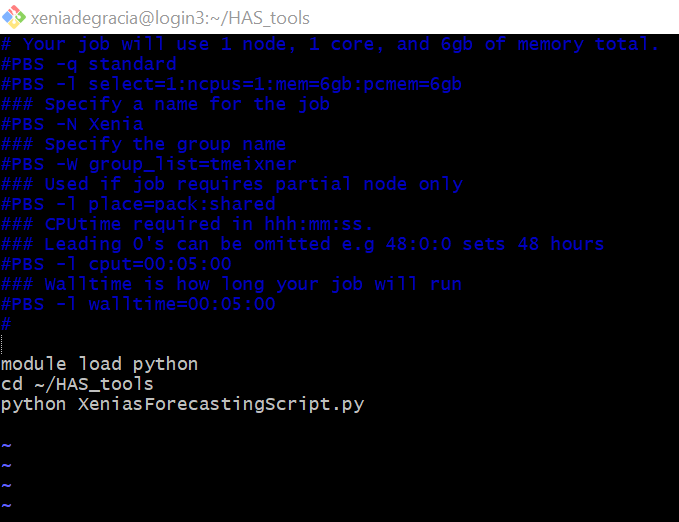 xeniadegracia@login3:~/HAS_tools
# Your job will use 1 node, 1 core, and 6gb of memory total.
#PBS -q standard
#PBS -l select=1:ncpus=1:mem=6gb:pcmem=6gb
### Specify a name for the job
#PBS -N Xenia
### Specify the group name
#PBS -W group_list=tmeixner
### Used if job requires partial node only
#PBS -l place=pack:shared
### CPUtime required in hhh:mm:ss.
### Leading 0's can be omitted e.g 48:0:0 sets 48 hours
#PBS -l cput=00:05:00
### Walltime is how long your job will run
#PBS -l walltime=00:05:00
#
module load python
cd ~/HAS_tools
python XeniasForecastingScript.py
~
~
~
~